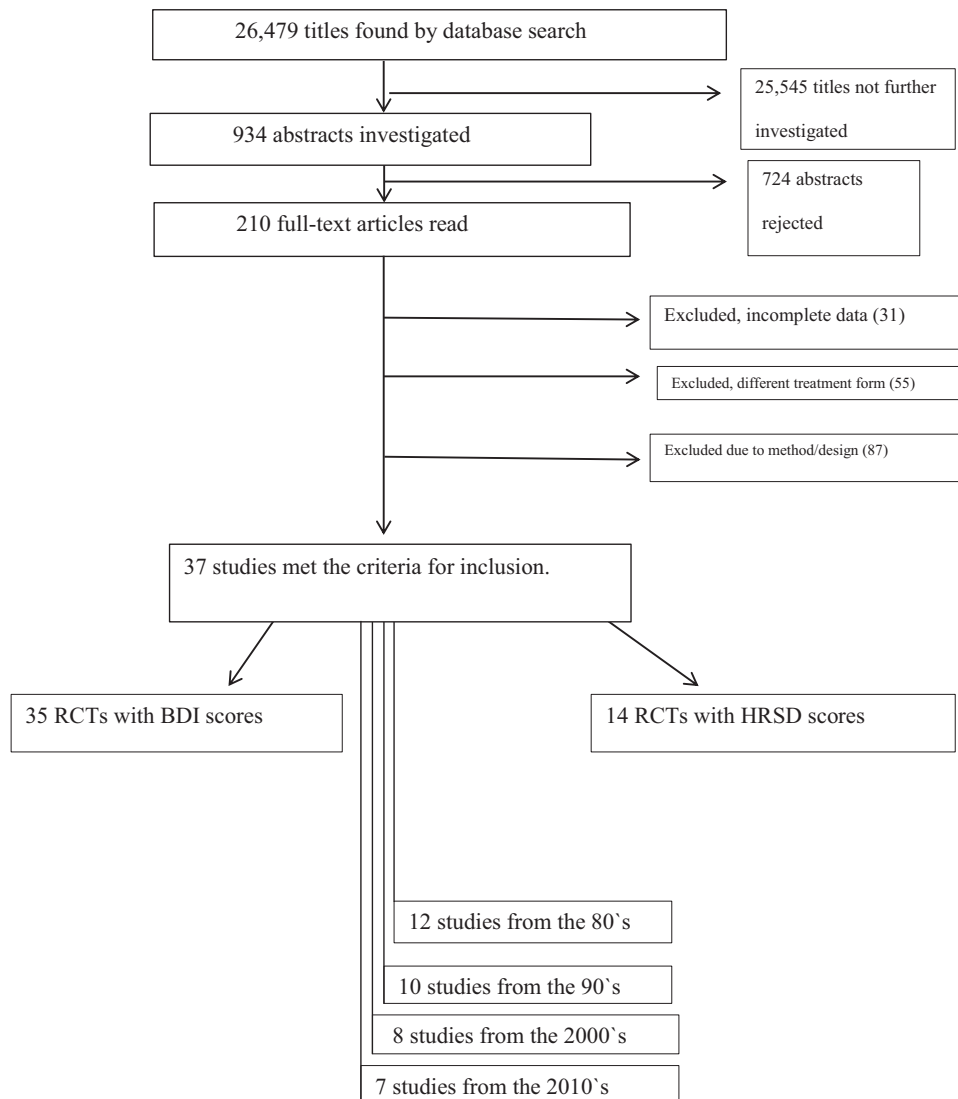 26,479 titles found by database search
25,545 titles not further
investigated
934 abstracts investigated
724 abstracts
rejected
210 full-text articles read
Excluded, incomplete data (31)
Excluded, different treatment form (55)
Excluded due to method/design (87)
37 studies met the criteria for inclusion.
35 RCTs with BDI scores
14 RCTs with HRSD scores
12 studies from the 80`s
10 studies from the 90`s
8 studies from the 2000`s
7 studies from the 2010`s